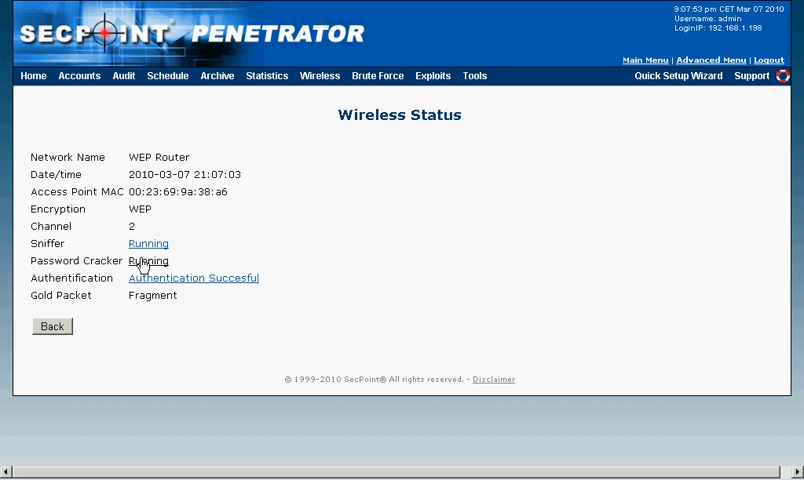 9:07:53 pm CET Mar 07 2010
Username: admin
LoginIP: 192.168.1.198
SECPOINT® PENETRATOR
Main Menu | Advanced Menu | Logout
Home Accounts Audit Schedule Archive Statistics Wireless Brute Force Exploits Tools Quick Setup Wizard Support
Wireless Status
Network Name WEP Router
Date/time 2010-03-07 21:07:03
Access Point MAC 00:23:69:9a:38:a6
Encryption WEP
Channel 2
Sniffer Running
Password Cracker Running
Authentification Authentication Succesful
Gold Packet Fragment
Back
© 1999-2010 SecPoint® All rights reserved. - Disclaimer